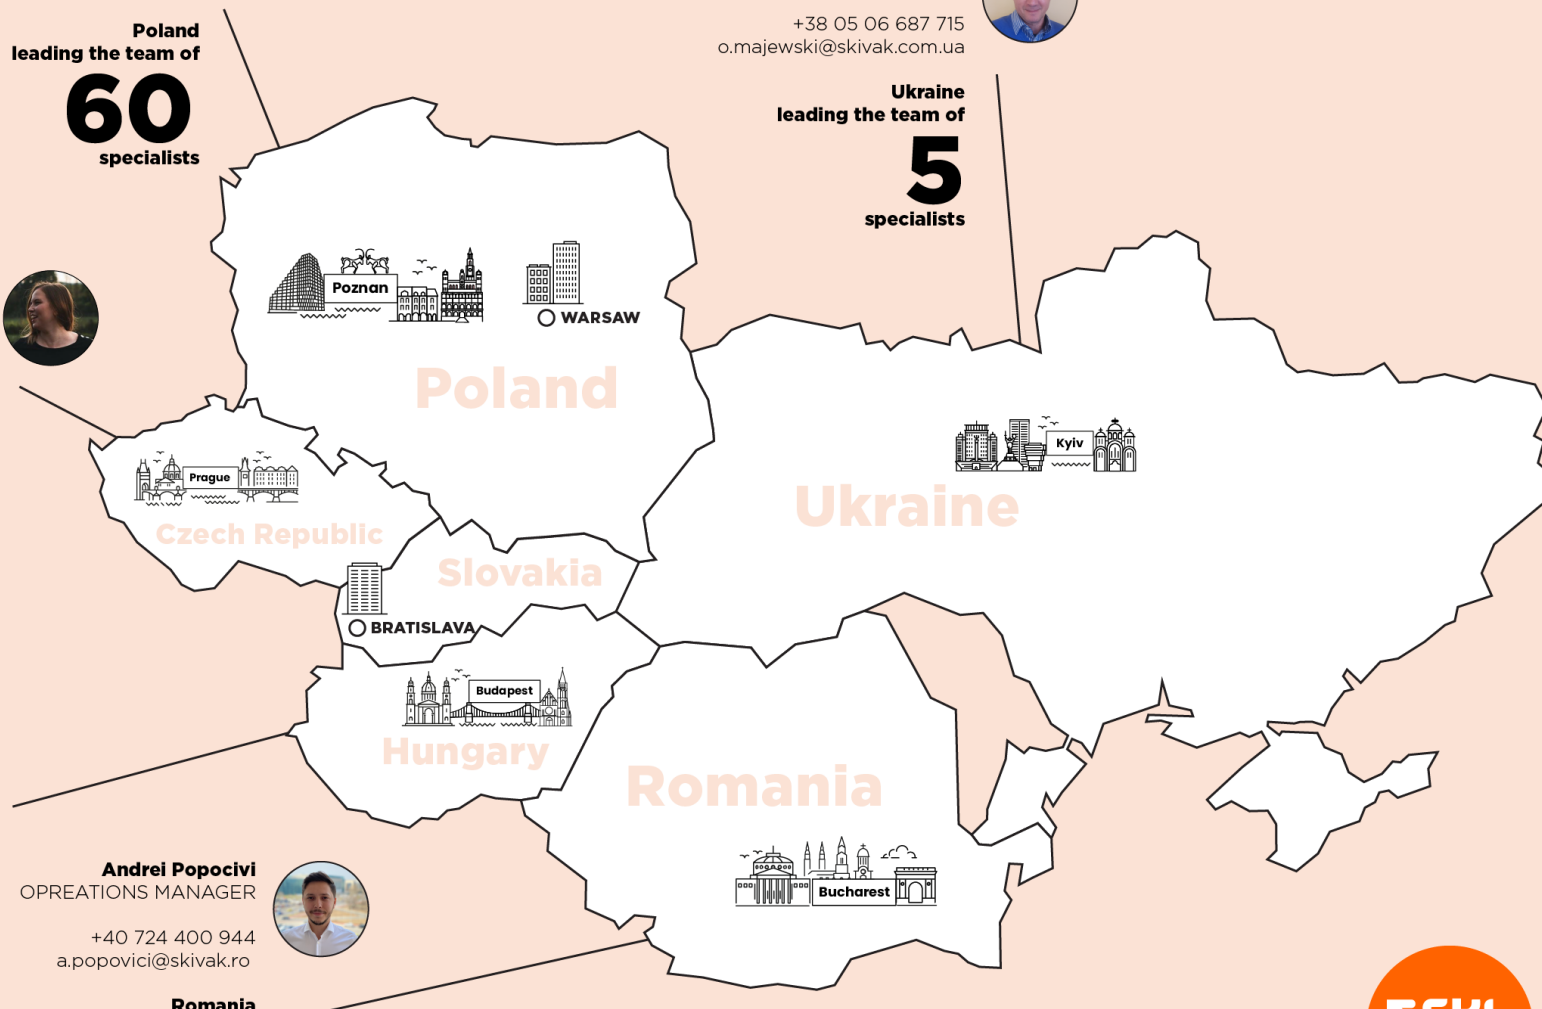 Poland
leading the team of
60
specialists
+38 05 06 687 715
o.majewski@skivak.com.ua
Ukraine
leading the team of
5
specialists
Poznan
WARSAW
Poland
Kyiv
Ukraine
Prague
Czech Republic
Slovakia
BRATISLAVA
Budapest
Hungary
Romania
Bucharest
Andrei Popocivi
OPREATIONS MANAGER
+40 724 400 944
a.popovici@skivak.ro
Romania